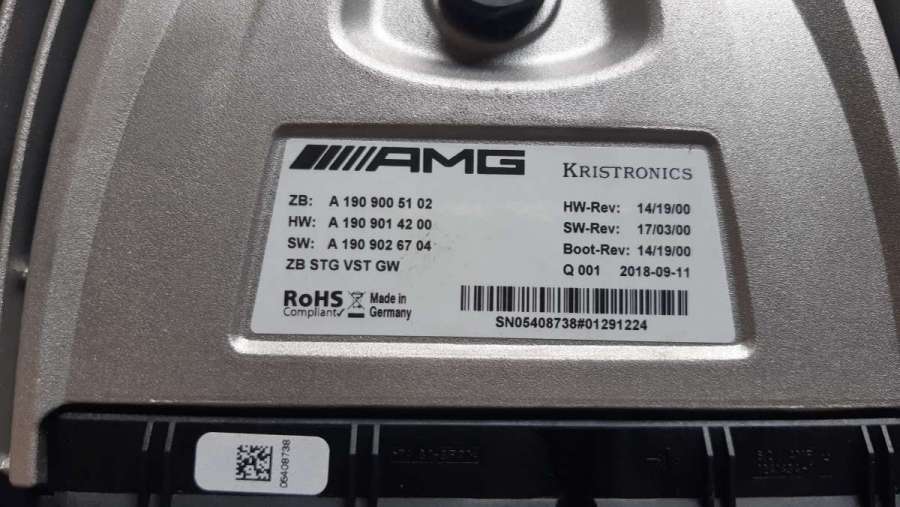 AMG
KRISTRONICS
ZB: A 190 900 51 02
HW: A 190 901 42 00
SW: A 190 902 67 04
ZB STG VST GW
HW-Rev: 14/19/00
SW-Rev: 17/03/00
Boot-Rev: 14/19/00
Q 001 2018-09-11
RoHS
Compliant
Made in
Germany
SN05408738#01291224
05408738